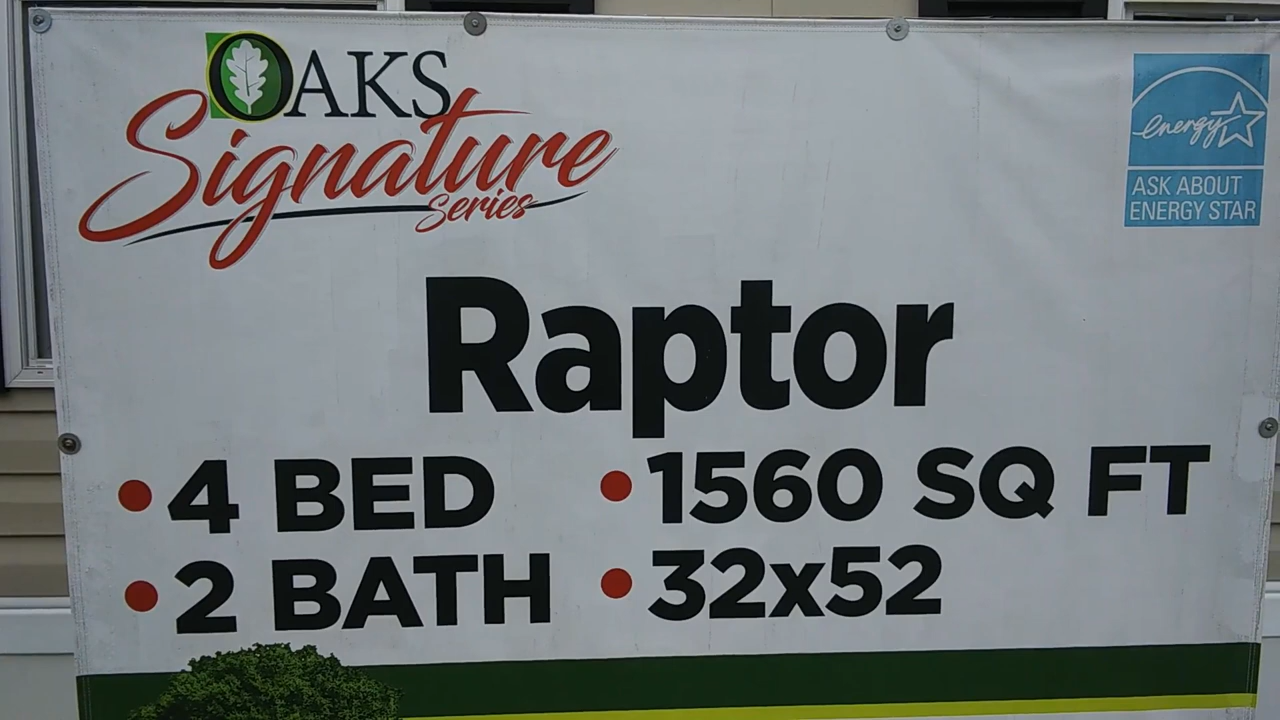 OAKS
Signature
Series
energy
ASK ABOUT
ENERGY STAR
Raptor
• 4 BED
• 1560 SQ FT
• 2 BATH
• 32x52